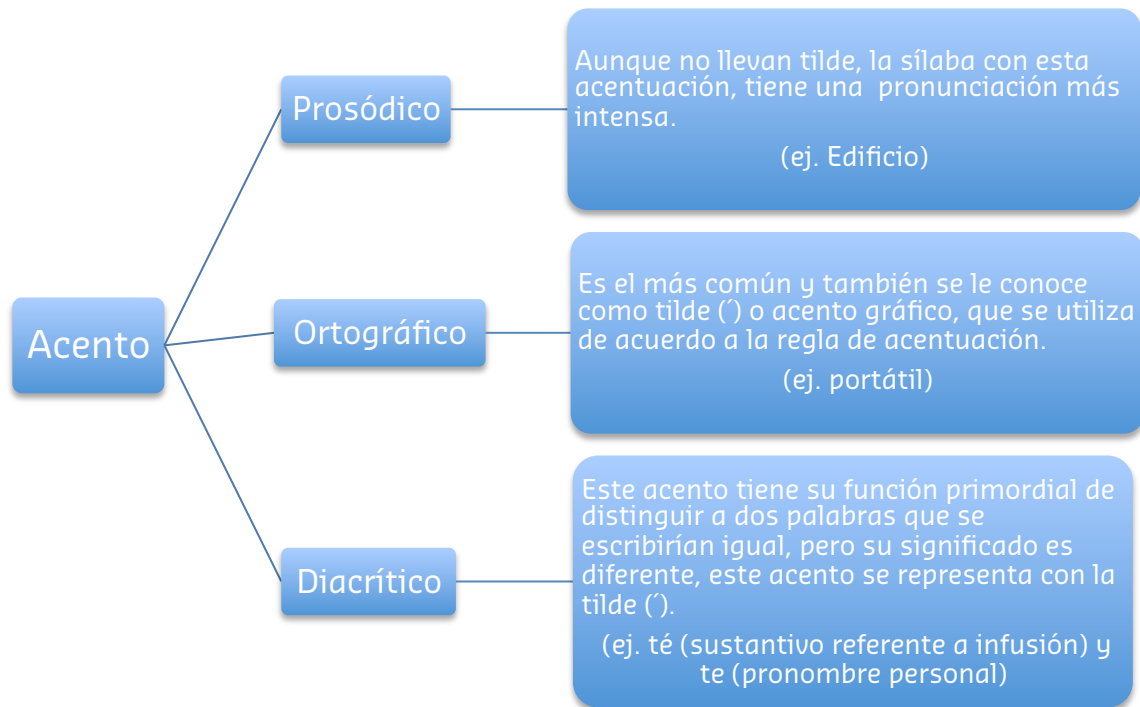 Acento
Prosódico
Aunque no llevan tilde, la sílaba con esta
acentuación, tiene una  pronunciación más
intensa.
(ej. Edificio)
Ortográfico
Es el más común y también se le conoce
como tilde (´) o acento gráfico, que se utiliza
de acuerdo a la regla de acentuación.
(ej. portátil)
Diacrítico
Este acento tiene su función primordial de
distinguir a dos palabras que se
escribirían igual, pero su significado es
diferente, este acento se representa con la
tilde (´).
(ej. té (sustantivo referente a infusión) y
te (pronombre personal)